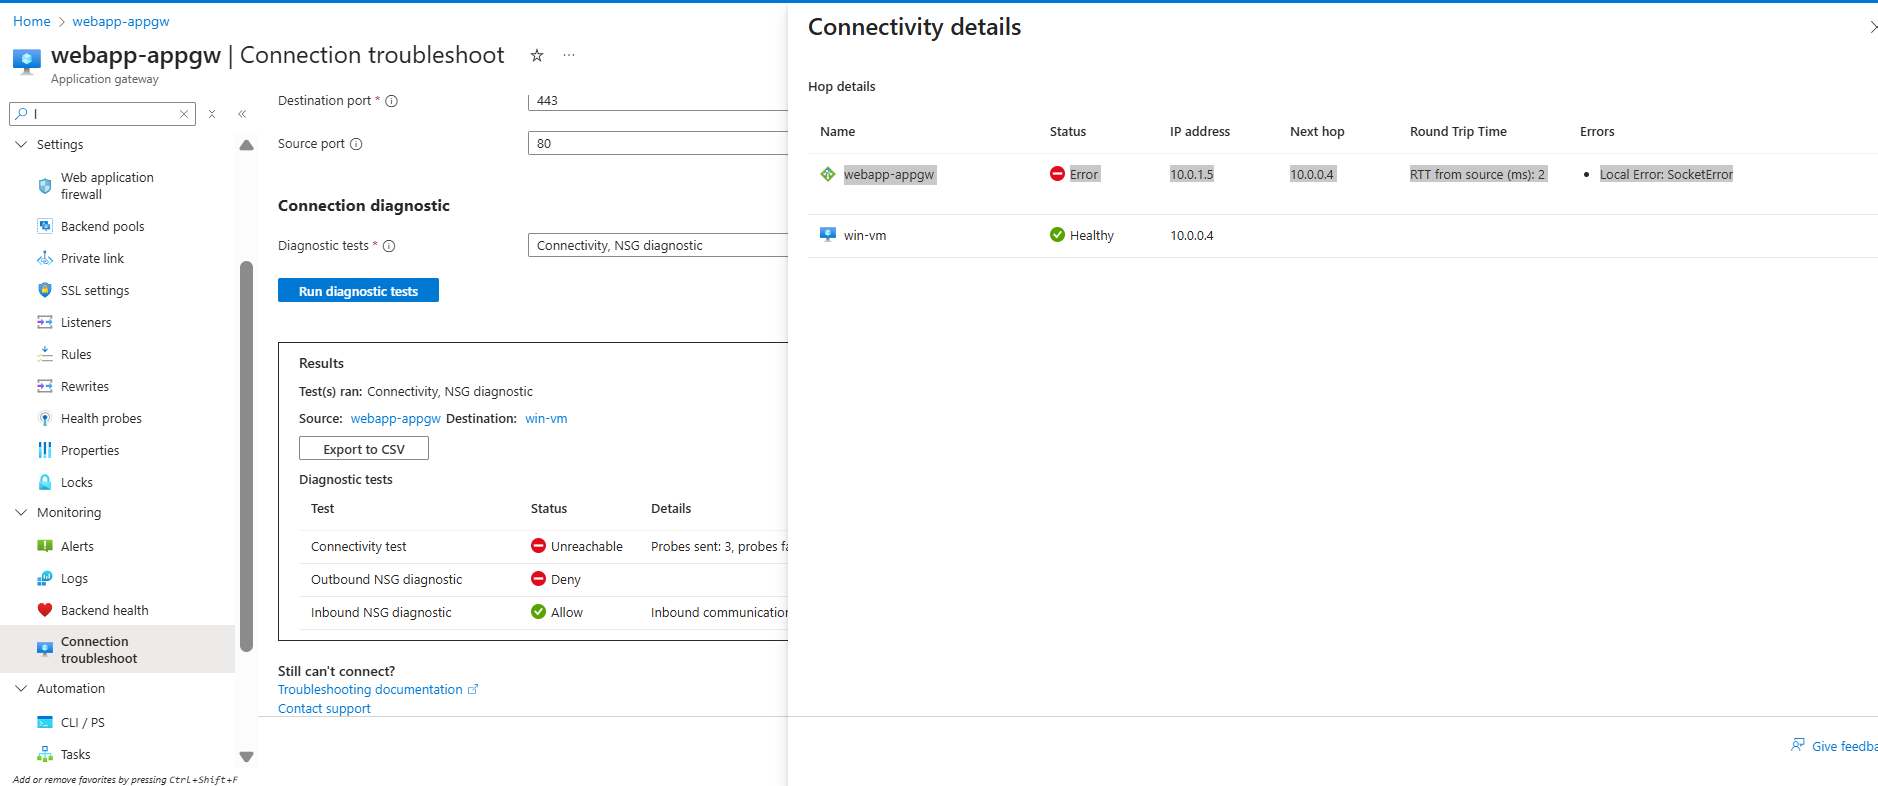 Home > webapp-appgw
webapp-appgw | Connection troubleshoot
Application gateway
Settings
Web application
firewall
Backend pools
Private link
SSL settings
Listeners
Rules
Rewrites
Health probes
Properties
Locks
Monitoring
Alerts
Logs
Backend health
Connection
troubleshoot
Automation
CLI / PS
Tasks
Add or remove favorites by pressing Ctrl+Shift+F
Destination port * 443
Source port 80
Connection diagnostic
Diagnostic tests * Connectivity, NSG diagnostic
Run diagnostic tests
Results
Test(s) ran: Connectivity, NSG diagnostic
Source: webapp-appgw Destination: win-vm
Export to CSV
Diagnostic tests
Test Status Details
Connectivity test Unreachable Probes sent: 3, probes fa
Outbound NSG diagnostic Deny
Inbound NSG diagnostic Allow Inbound communication
Still can't connect?
Troubleshooting documentation
Contact support
Connectivity details
Hop details
Name Status IP address Next hop Round Trip Time Errors
webapp-appgw Error 10.0.1.5 10.0.0.4 RTT from source (ms): 2 • Local Error: SocketError
win-vm Healthy 10.0.0.4
Give feedba